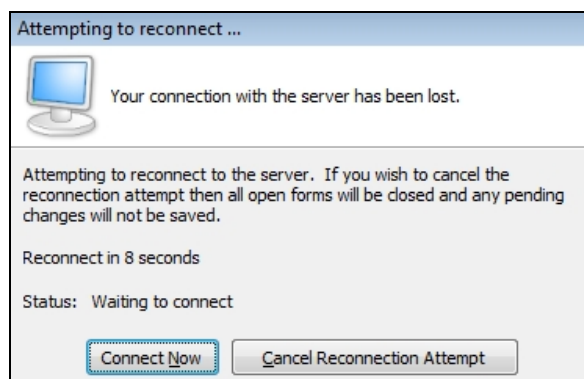 Attempting to reconnect ...
Your connection with the server has been lost.
Attempting to reconnect to the server.  If you wish to cancel the
reconnection attempt then all open forms will be closed and any pending
changes will not be saved.
Reconnect in 8 seconds
Status:  Waiting to connect
Connect Now
Cancel Reconnection Attempt